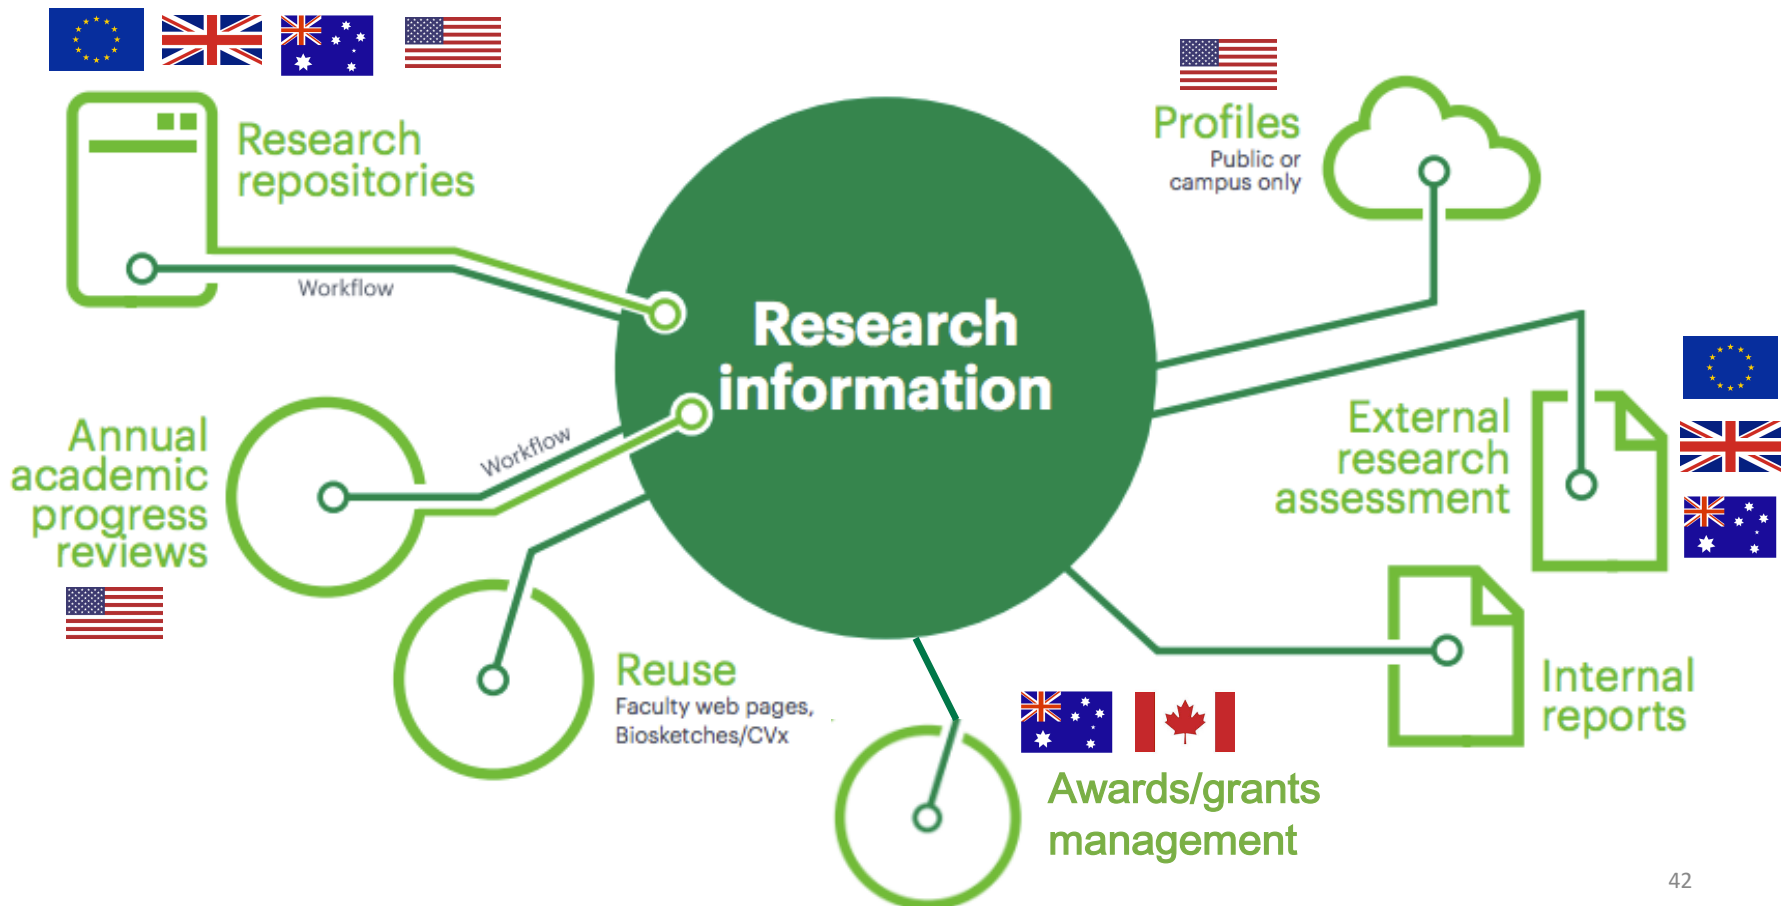 Research
repositories
Workflow
Profiles
Public or
campus only
Research
information
Annual
academic
progress
reviews
Workflow
External
research
assessment
Reuse
Faculty web pages,
Biosketches/CVx
Internal
reports
Awards/grants
management
42